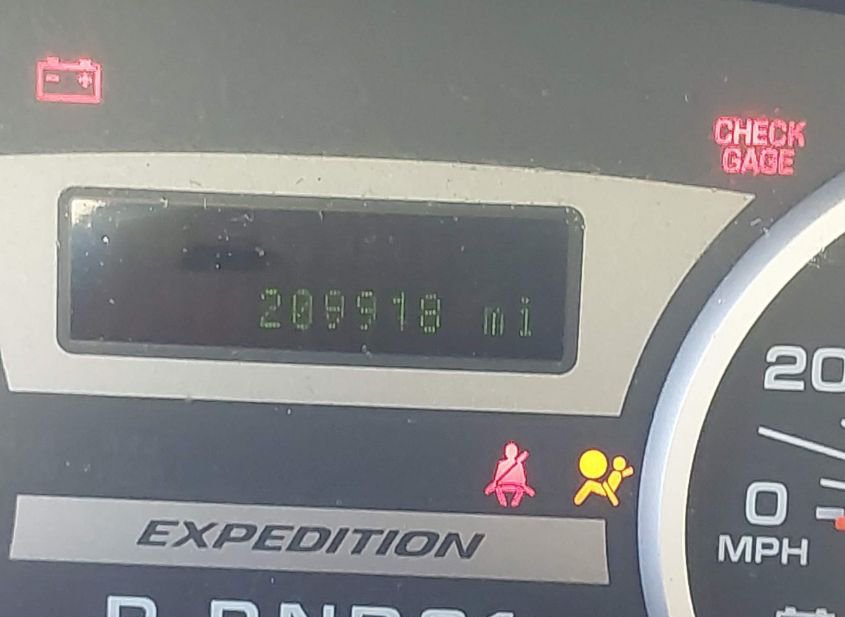 CHECK
GAGE
209918 mi
20
0
MPH
EXPEDITION